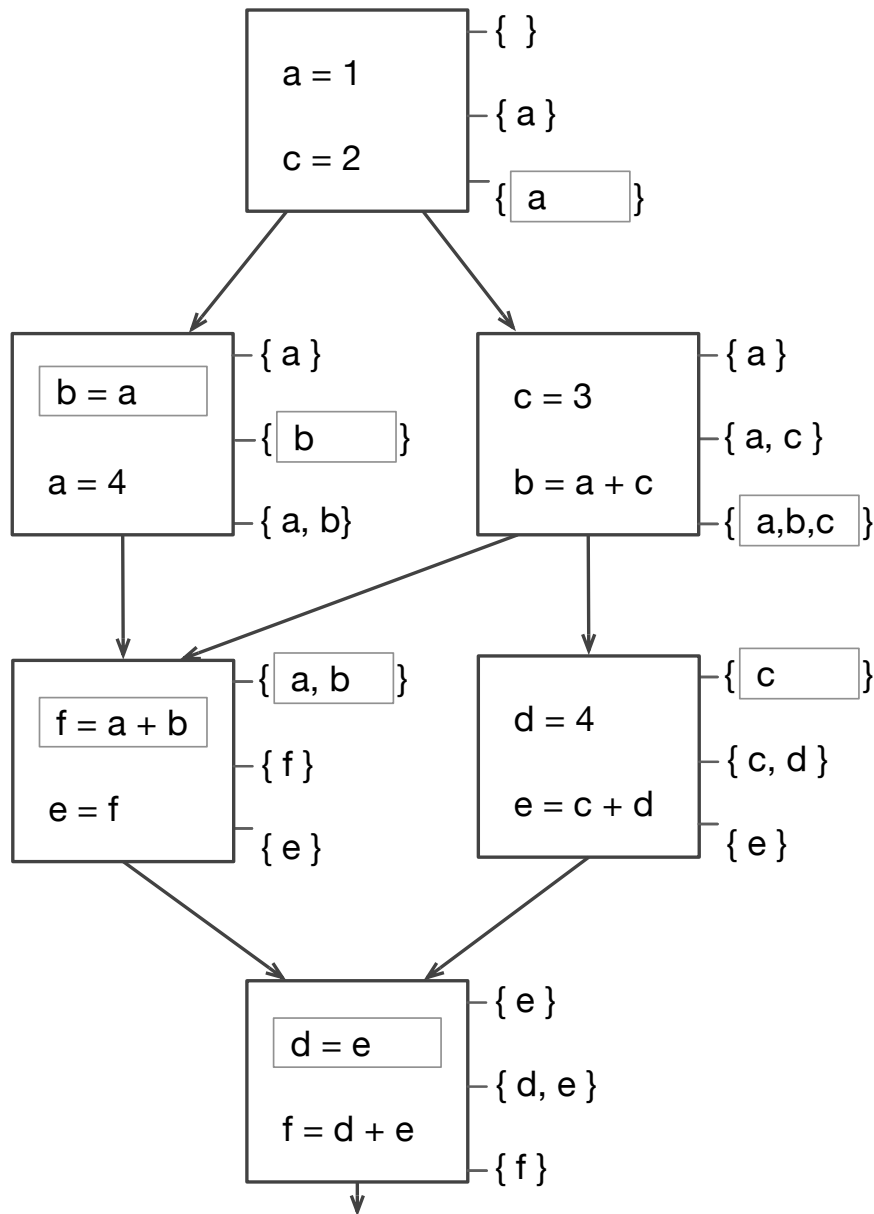 { }
a = 1
{ a }
c = 2
{ a }
{ a }
b = a
{ b }
a = 4
{ a, b}
{ a }
c = 3
{ a, c }
b = a + c
{ a,b,c }
{ a, b }
f = a + b
{ f }
e = f
{ e }
{ c }
d = 4
{ c, d }
e = c + d
{ e }
{ e }
d = e
{ d, e }
f = d + e
{ f }